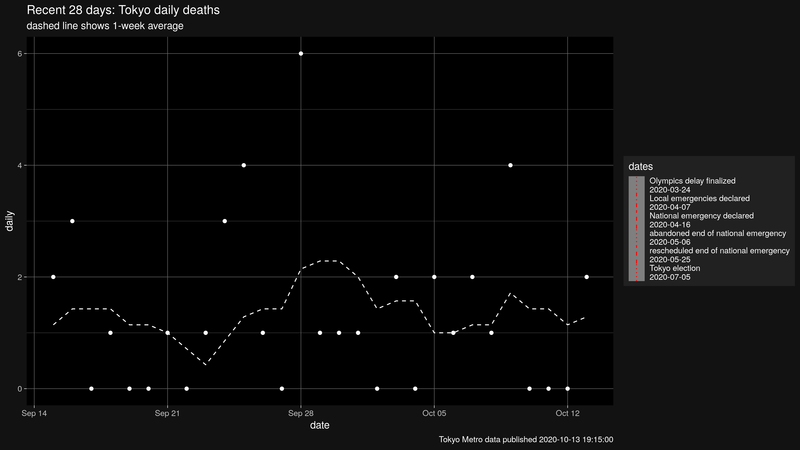 Recent 28 days: Tokyo daily deaths
dashed line shows 1-week average
6
4
2
0
daily
Sep 14
Sep 21
Sep 28
Oct 05
Oct 12
date
Tokyo Metro data published 2020-10-13 19:15:00
dates
Olympics delay finalized
2020-03-24
Local emergencies declared
2020-04-07
National emergency declared
2020-04-16
abandoned end of national emergency
2020-05-06
rescheduled end of national emergency
2020-05-25
Tokyo election
2020-07-05